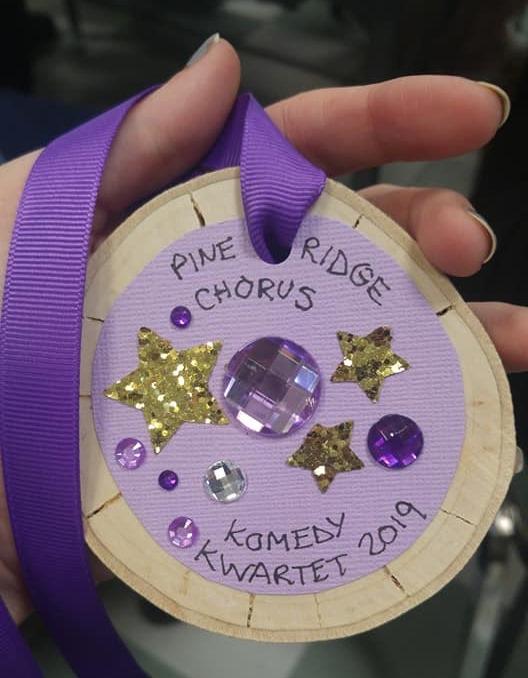 PINE RIDGE
CHORUS
KOMEDY
KWARTET 2019